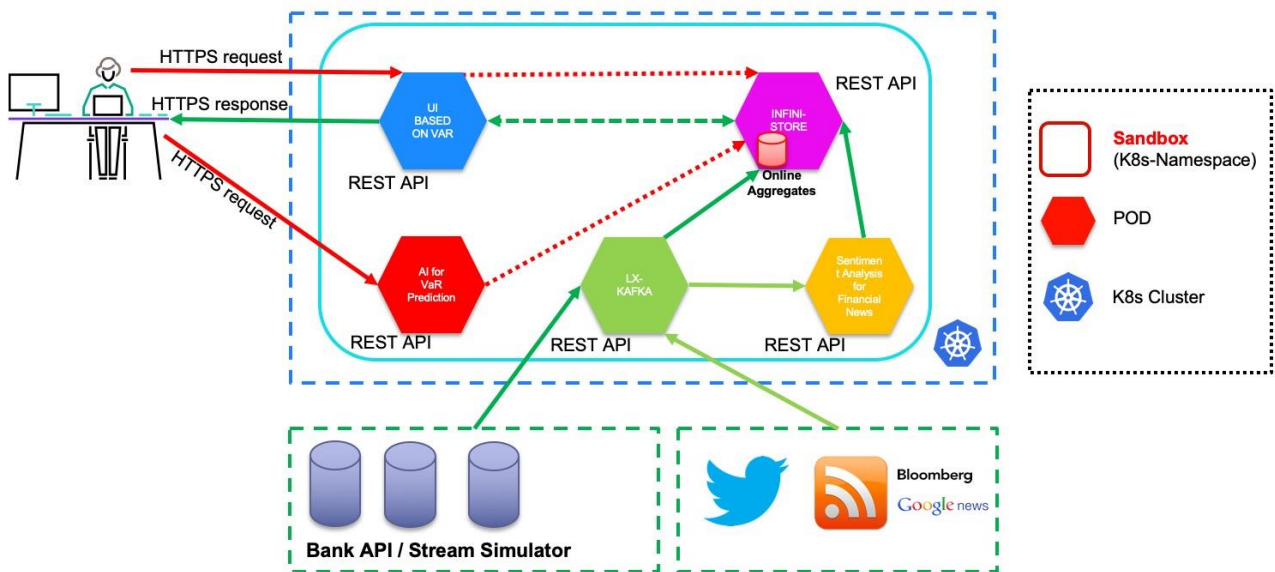 HTTPS request
HTTPS response
HTTPS request
UI
BASED
ON VAR
REST API
INFINI-
STORE
Online
Aggregates
REST API
AI for
VaR
Prediction
REST API
LX-
KAFKA
REST API
Sentimen
t Analysis
for
Financial
News
REST API
Sandbox
(K8s-Namespace)
POD
K8s Cluster
Bank API / Stream Simulator
Bloomberg
Google news